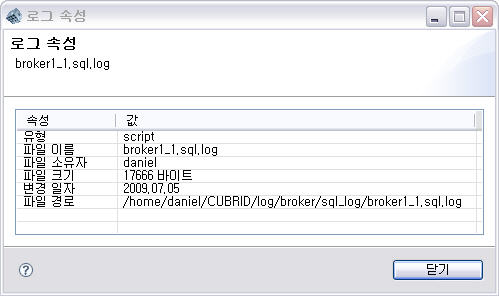 로그 속성
로그 속성
broker1_1.sql.log
속성 값
유형 script
파일 이름 broker1_1.sql.log
파일 소유자 daniel
파일 크기 17666 바이트
변경 일자 2009.07.05
파일 경로 /home/daniel/CUBRID/log/broker/sql_log/broker1_1.sql.log
? 닫기